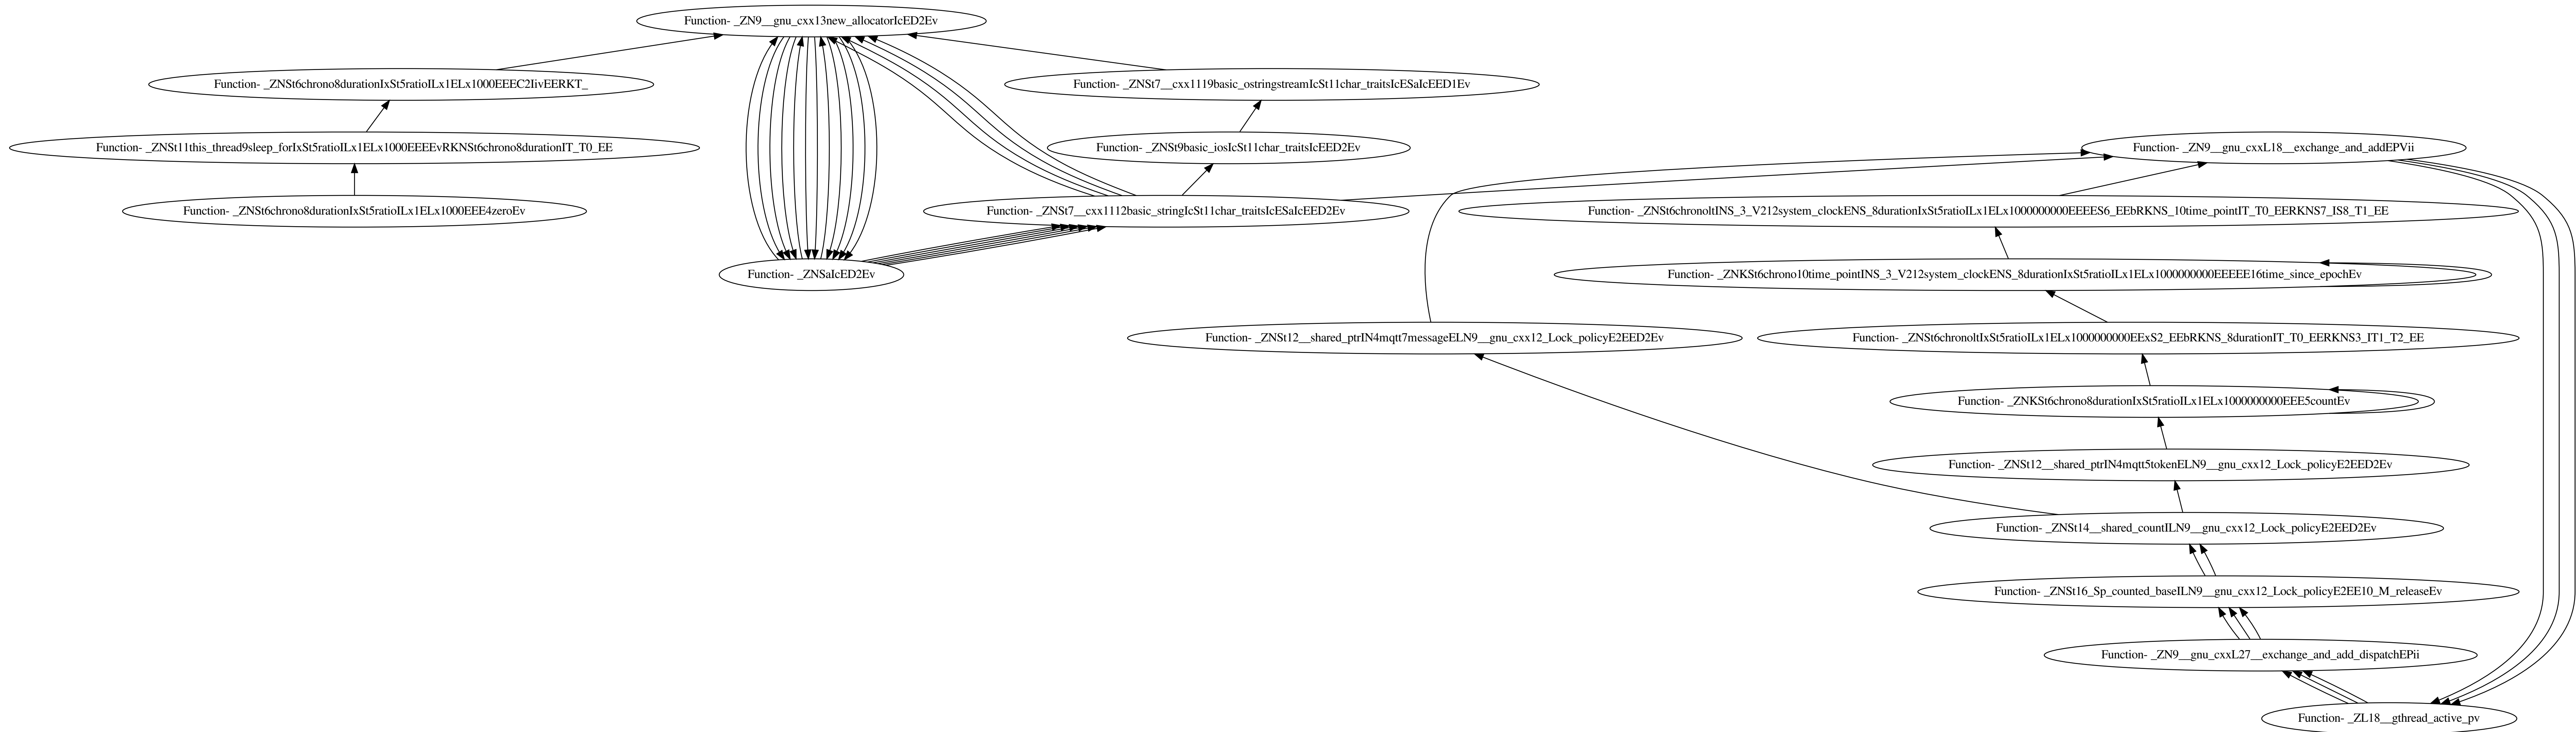 Function- _ZN9__gnu_cxx13new_allocatorIcED2Ev
Function- _ZNSt6chrono8durationIxSt5ratioILx1ELx1000EEEC2IivEERKT_
Function- _ZNSt7__cxx1119basic_ostringstreamIcSt11char_traitsIcESaIcEED1Ev
Function- _ZNSt11this_thread9sleep_forIxSt5ratioILx1ELx1000EEEEvRKNSt6chrono8durationIT_T0_EE
Function- _ZNSt9basic_iosIcSt11char_traitsIcEED2Ev
Function- _ZN9__gnu_cxxL18__exchange_and_addEPVii
Function- _ZNSt6chrono8durationIxSt5ratioILx1ELx1000EEE4zeroEv
Function- _ZNSt7__cxx1112basic_stringIcSt11char_traitsIcESaIcEED2Ev
Function- _ZNSt6chronoltINS_3_V212system_clockENS_8durationIxSt5ratioILx1ELx1000000000EEEES6_EEbRKNS_10time_pointIT_T0_EERKNS7_IS8_T1_EE
Function- _ZNSaIcED2Ev
Function- _ZNKSt6chrono10time_pointINS_3_V212system_clockENS_8durationIxSt5ratioILx1ELx1000000000EEEEE16time_since_epochEv
Function- _ZNSt12__shared_ptrIN4mqtt7messageELN9__gnu_cxx12_Lock_policyE2EED2Ev
Function- _ZNSt6chronoltIxSt5ratioILx1ELx1000000000EExS2_EEbRKNS_8durationIT_T0_EERKNS3_IT1_T2_EE
Function- _ZNKSt6chrono8durationIxSt5ratioILx1ELx1000000000EEE5countEv
Function- _ZNSt12__shared_ptrIN4mqtt5tokenELN9__gnu_cxx12_Lock_policyE2EED2Ev
Function- _ZNSt14__shared_countILN9__gnu_cxx12_Lock_policyE2EED2Ev
Function- _ZNSt16_Sp_counted_baseILN9__gnu_cxx12_Lock_policyE2EE10_M_releaseEv
Function- _ZN9__gnu_cxxL27__exchange_and_add_dispatchEPii
Function- _ZL18__gthread_active_pv